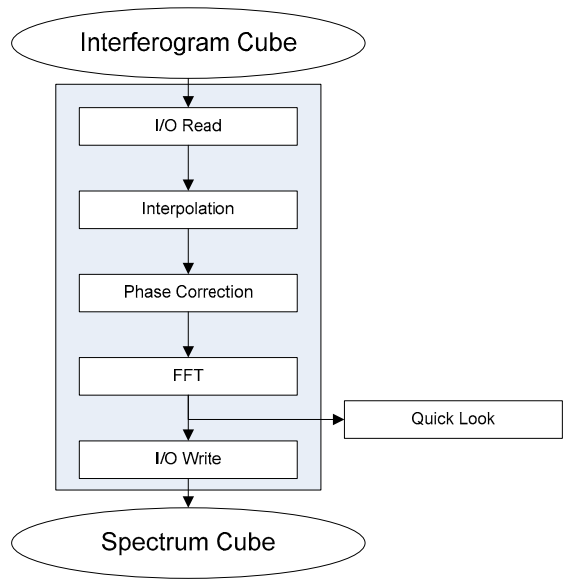 Interferogram Cube
I/O Read
Interpolation
Phase Correction
FFT
Quick Look
I/O Write
Spectrum Cube